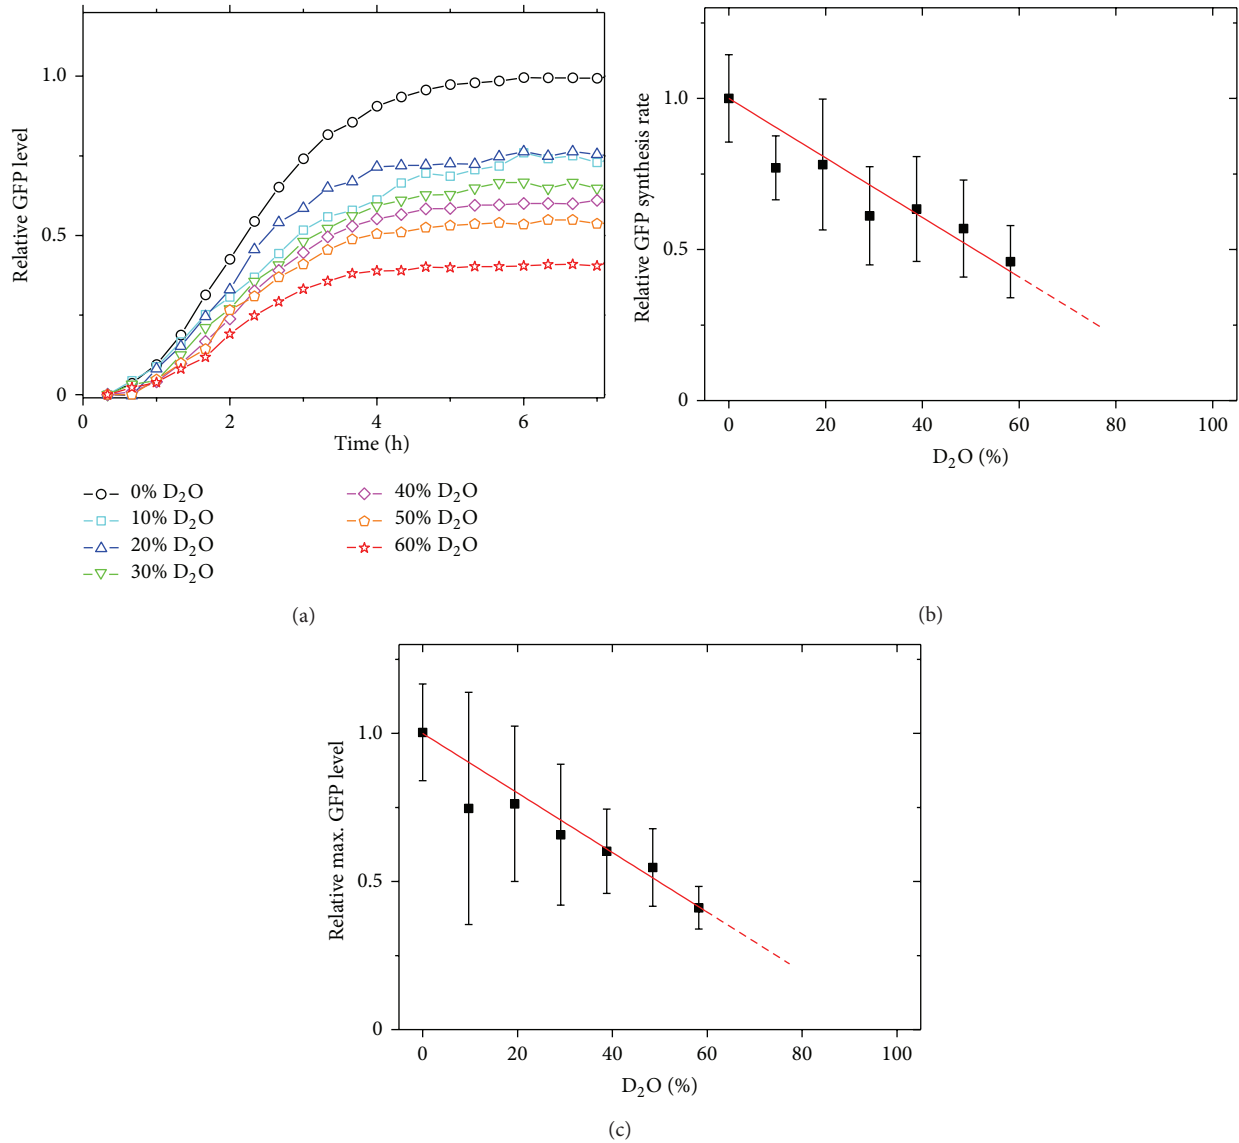 Relative GFP level
1.0
0.5
0
0
2
4
6
Time (h)
0% D₂O
10% D₂O
20% D₂O
30% D₂O
40% D₂O
50% D₂O
60% D₂O
(a)
Relative GFP synthesis rate
1.0
0.5
0
0
20
40
60
80
100
D₂O (%)
(b)
Relative max. GFP level
1.0
0.5
0
0
20
40
60
80
100
D₂O (%)
(c)